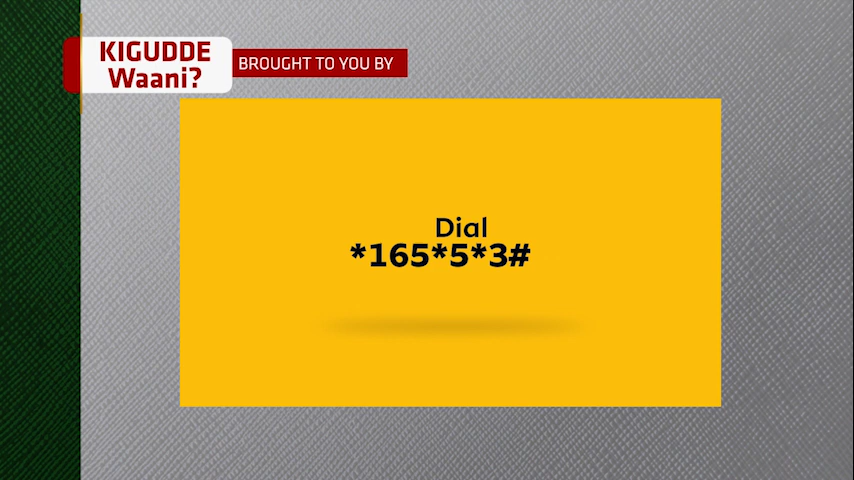 KIGUDDE
Waani?
BROUGHT TO YOU BY
Dial
*165*5*3#